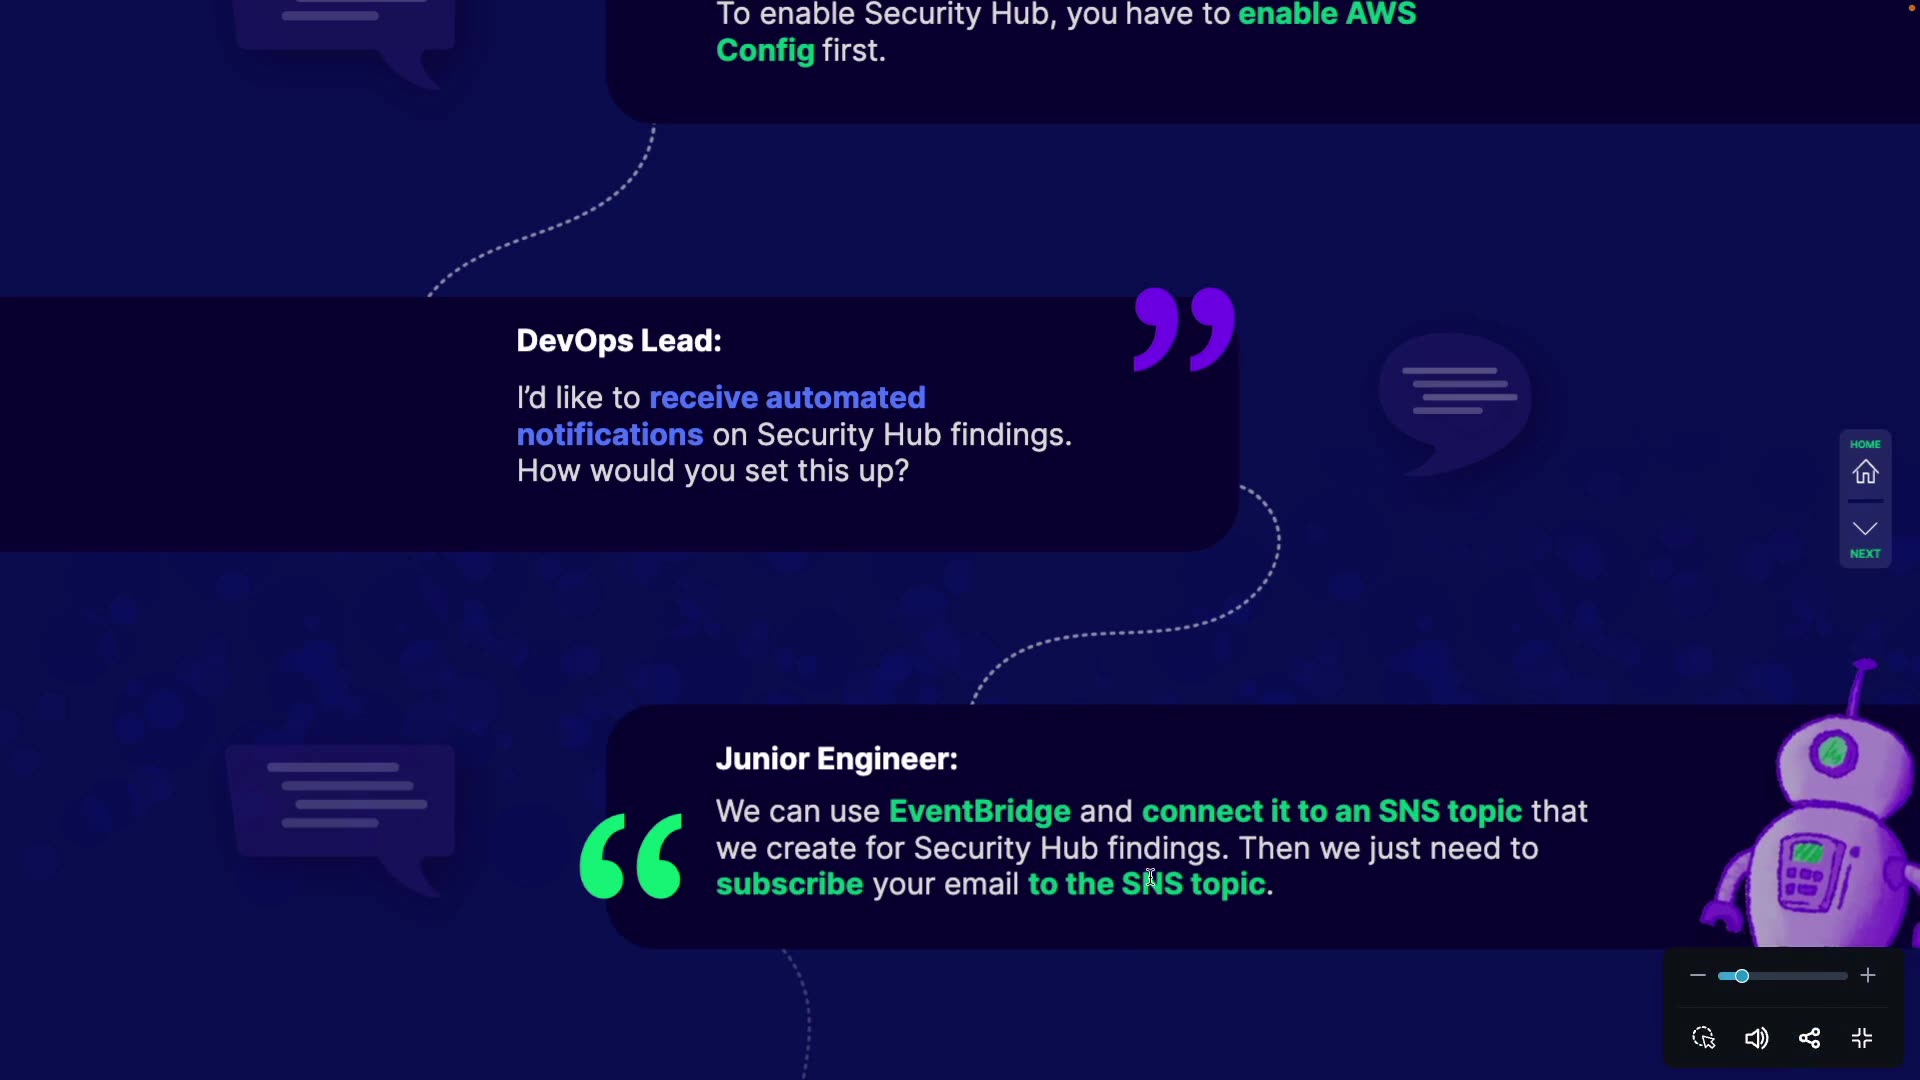 To enable Security Hub, you have to enable AWS
Config first.
DevOps Lead:
I’d like to receive automated
notifications on Security Hub findings.
How would you set this up?
HOME
NEXT
Junior Engineer:
We can use EventBridge and connect it to an SNS topic that
we create for Security Hub findings. Then we just need to
subscribe your email to the SNS topic.